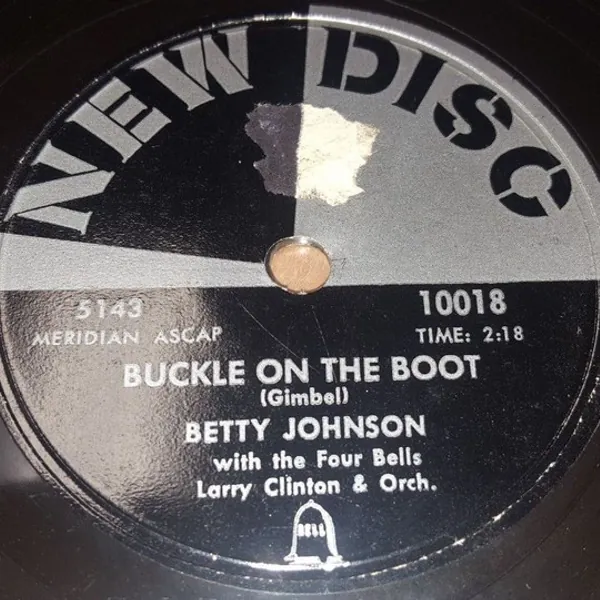 NEW DISC
5143
10018
MERIDIAN ASCAP
TIME: 2:18
BUCKLE ON THE BOOT
(Gimbel)
BETTY JOHNSON
with the Four Bells
Larry Clinton & Orch.
BELL